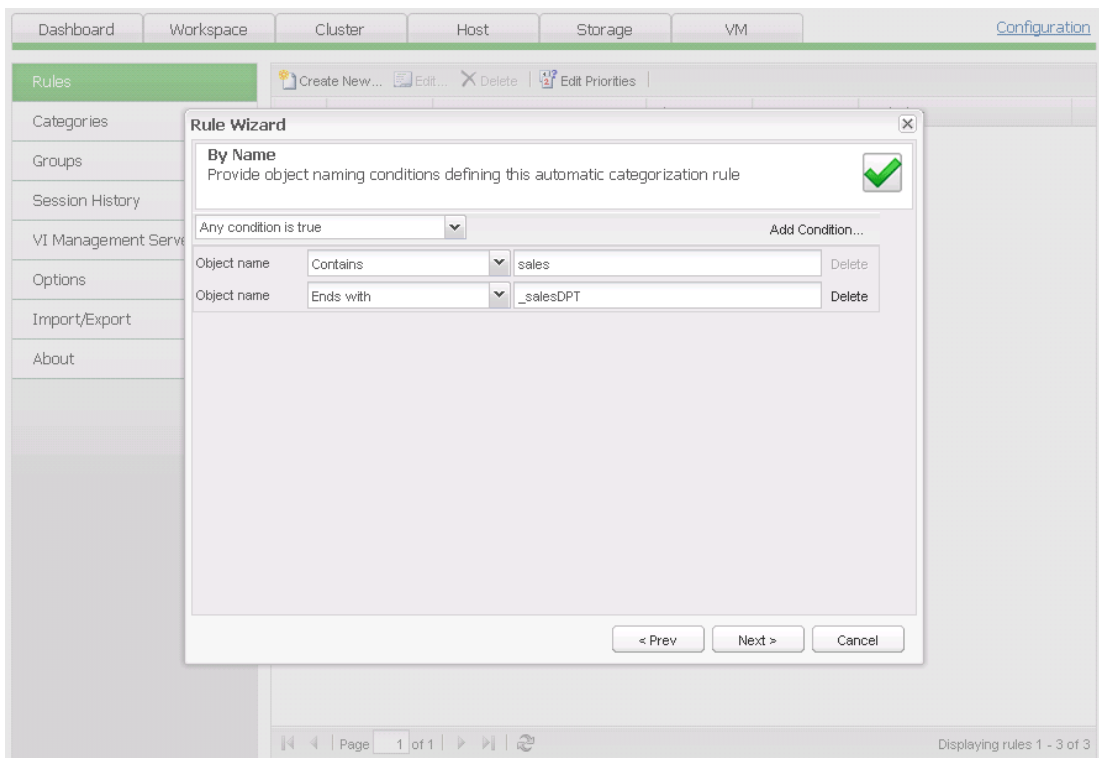 Dashboard Workspace Cluster Host Storage VM Configuration
Rules
Create New... Edit... Delete Edit Priorities
Categories
Groups
Session History
VI Management Serve
Options
Import/Export
About
Rule Wizard
By Name
Provide object naming conditions defining this automatic categorization rule
Any condition is true Add Condition...
Object name Contains sales Delete
Object name Ends with _salesDPT Delete
< Prev Next > Cancel
Page 1 of 1 Displaying rules 1 - 3 of 3